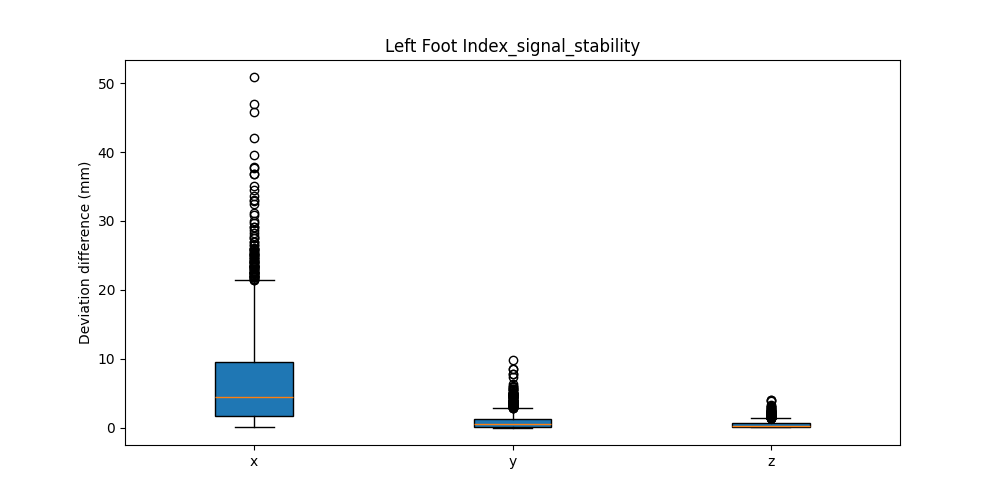 Left Foot Index_signal_stability
Deviation difference (mm)
50
40
30
20
10
0
x
y
z